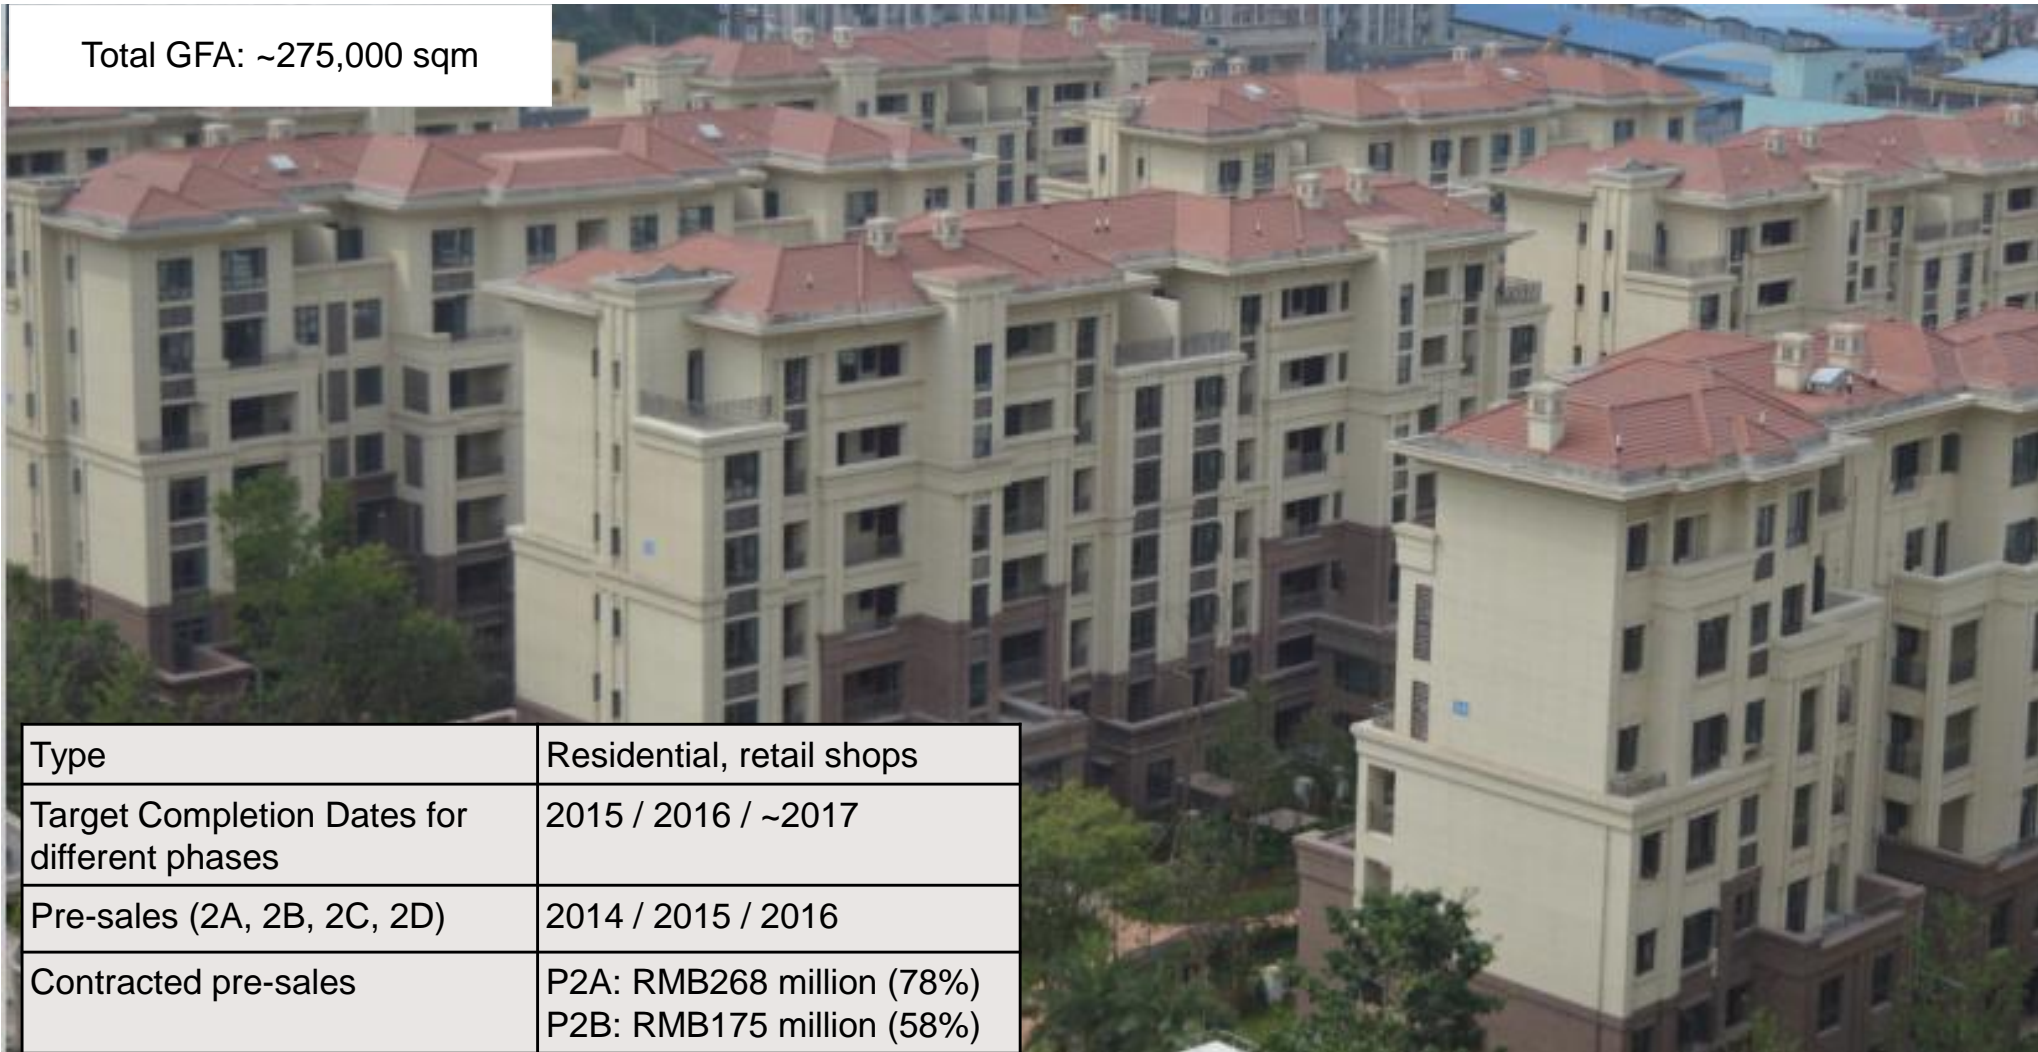 Total GFA: ~275,000 sqm
Type
Residential, retail shops
Target Completion Dates for
different phases
2015 / 2016 / ~2017
Pre-sales (2A, 2B, 2C, 2D)
2014 / 2015 / 2016
Contracted pre-sales
P2A: RMB268 million (78%)
P2B: RMB175 million (58%)